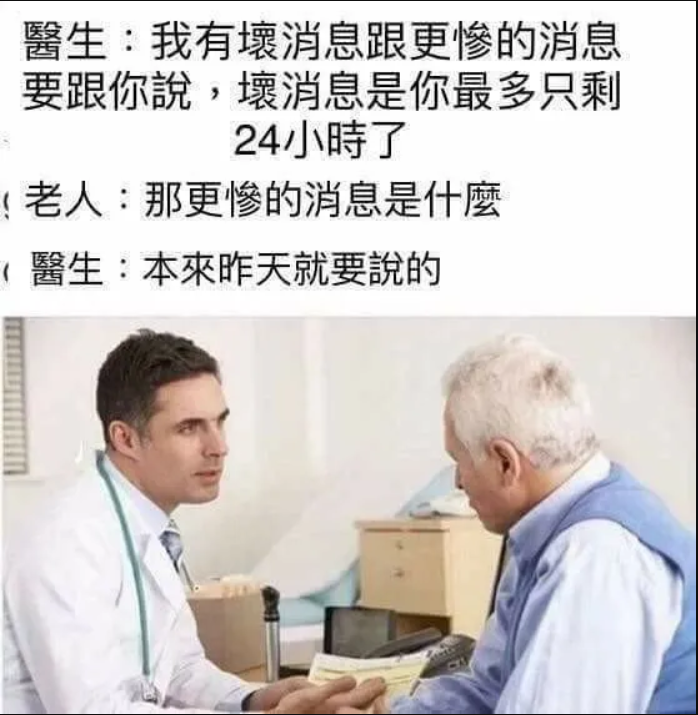 醫生：我有壞消息跟更慘的消息
要跟你說，壞消息是你最多只剩
24小時了
老人：那更慘的消息是什麼
醫生：本來昨天就要說的